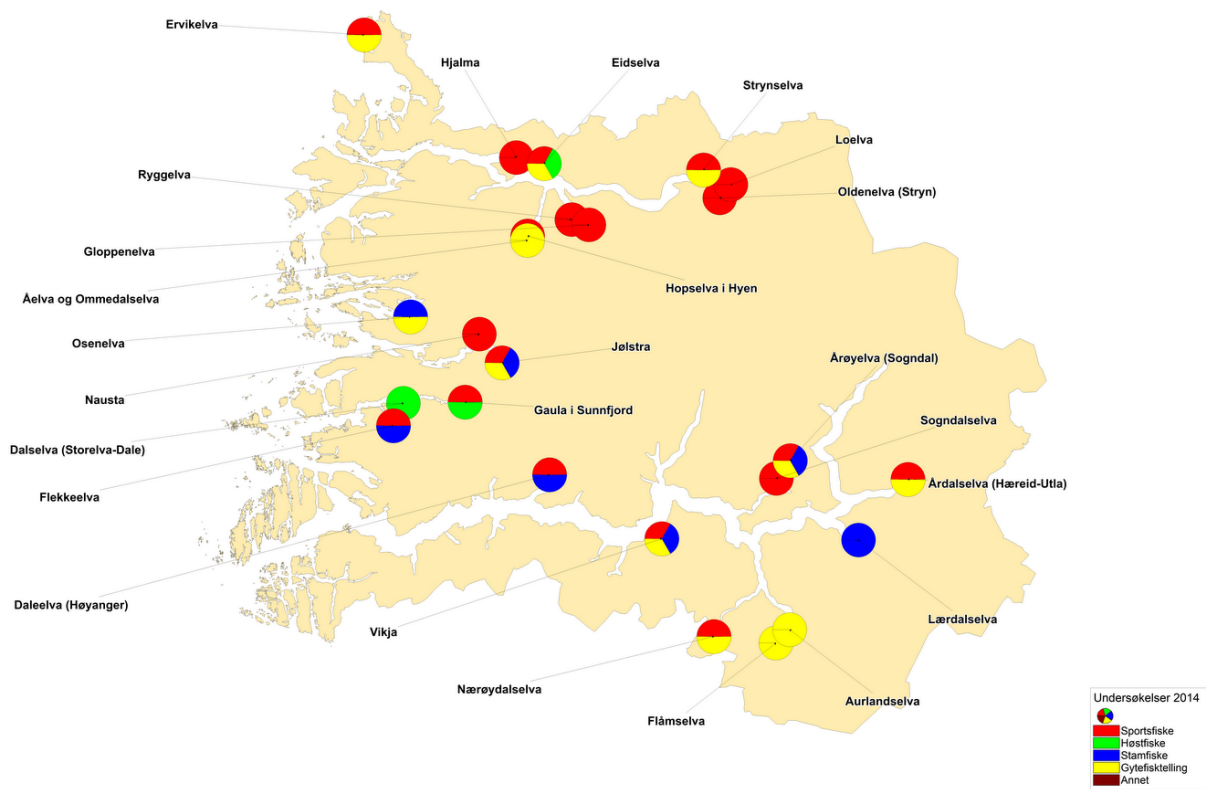 Ervikelva
Hjalma
Eidselva
Strynselva
Loelva
Ryggelva
Oldenelva (Stryn)
Gloppenelva
Hopselva i Hyen
Åelva og Ommedalselva
Osenelva
Jølstra
Årøyelva (Sogndal)
Nausta
Gaula i Sunnfjord
Sogndalselva
Dalselva (Storelva-Dale)
Årdalselva (Hæreid-Utla)
Flekkeelva
Daleelva (Høyanger)
Lærdalselva
Vikja
Nærøydalselva
Aurlandselva
Flåmselva
Undersøkelser 2014
Sportsfiske
Høstfiske
Stamfiske
Gytefisktelling
Annet